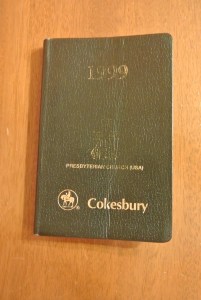 1999
PRESBYTERIAN CHURCH (USA)
Cokesbury